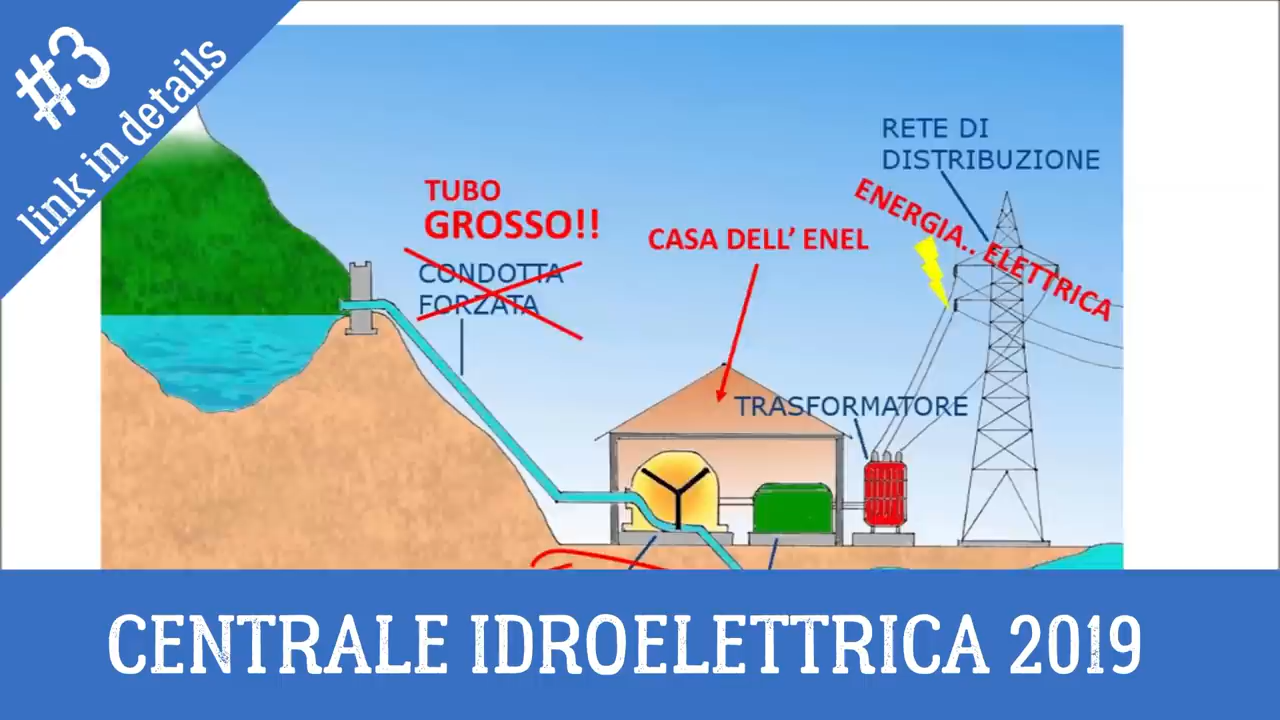 #3
link in details
RETE DI
DISTRIBUZIONE
TUBO
GROSSO!!
ENERGIA.. ELETTRICA
CASA DELL' ENEL
CONDOTTA
FORZATA
TRASFORMATORE
CENTRALE IDROELETTRICA 2019